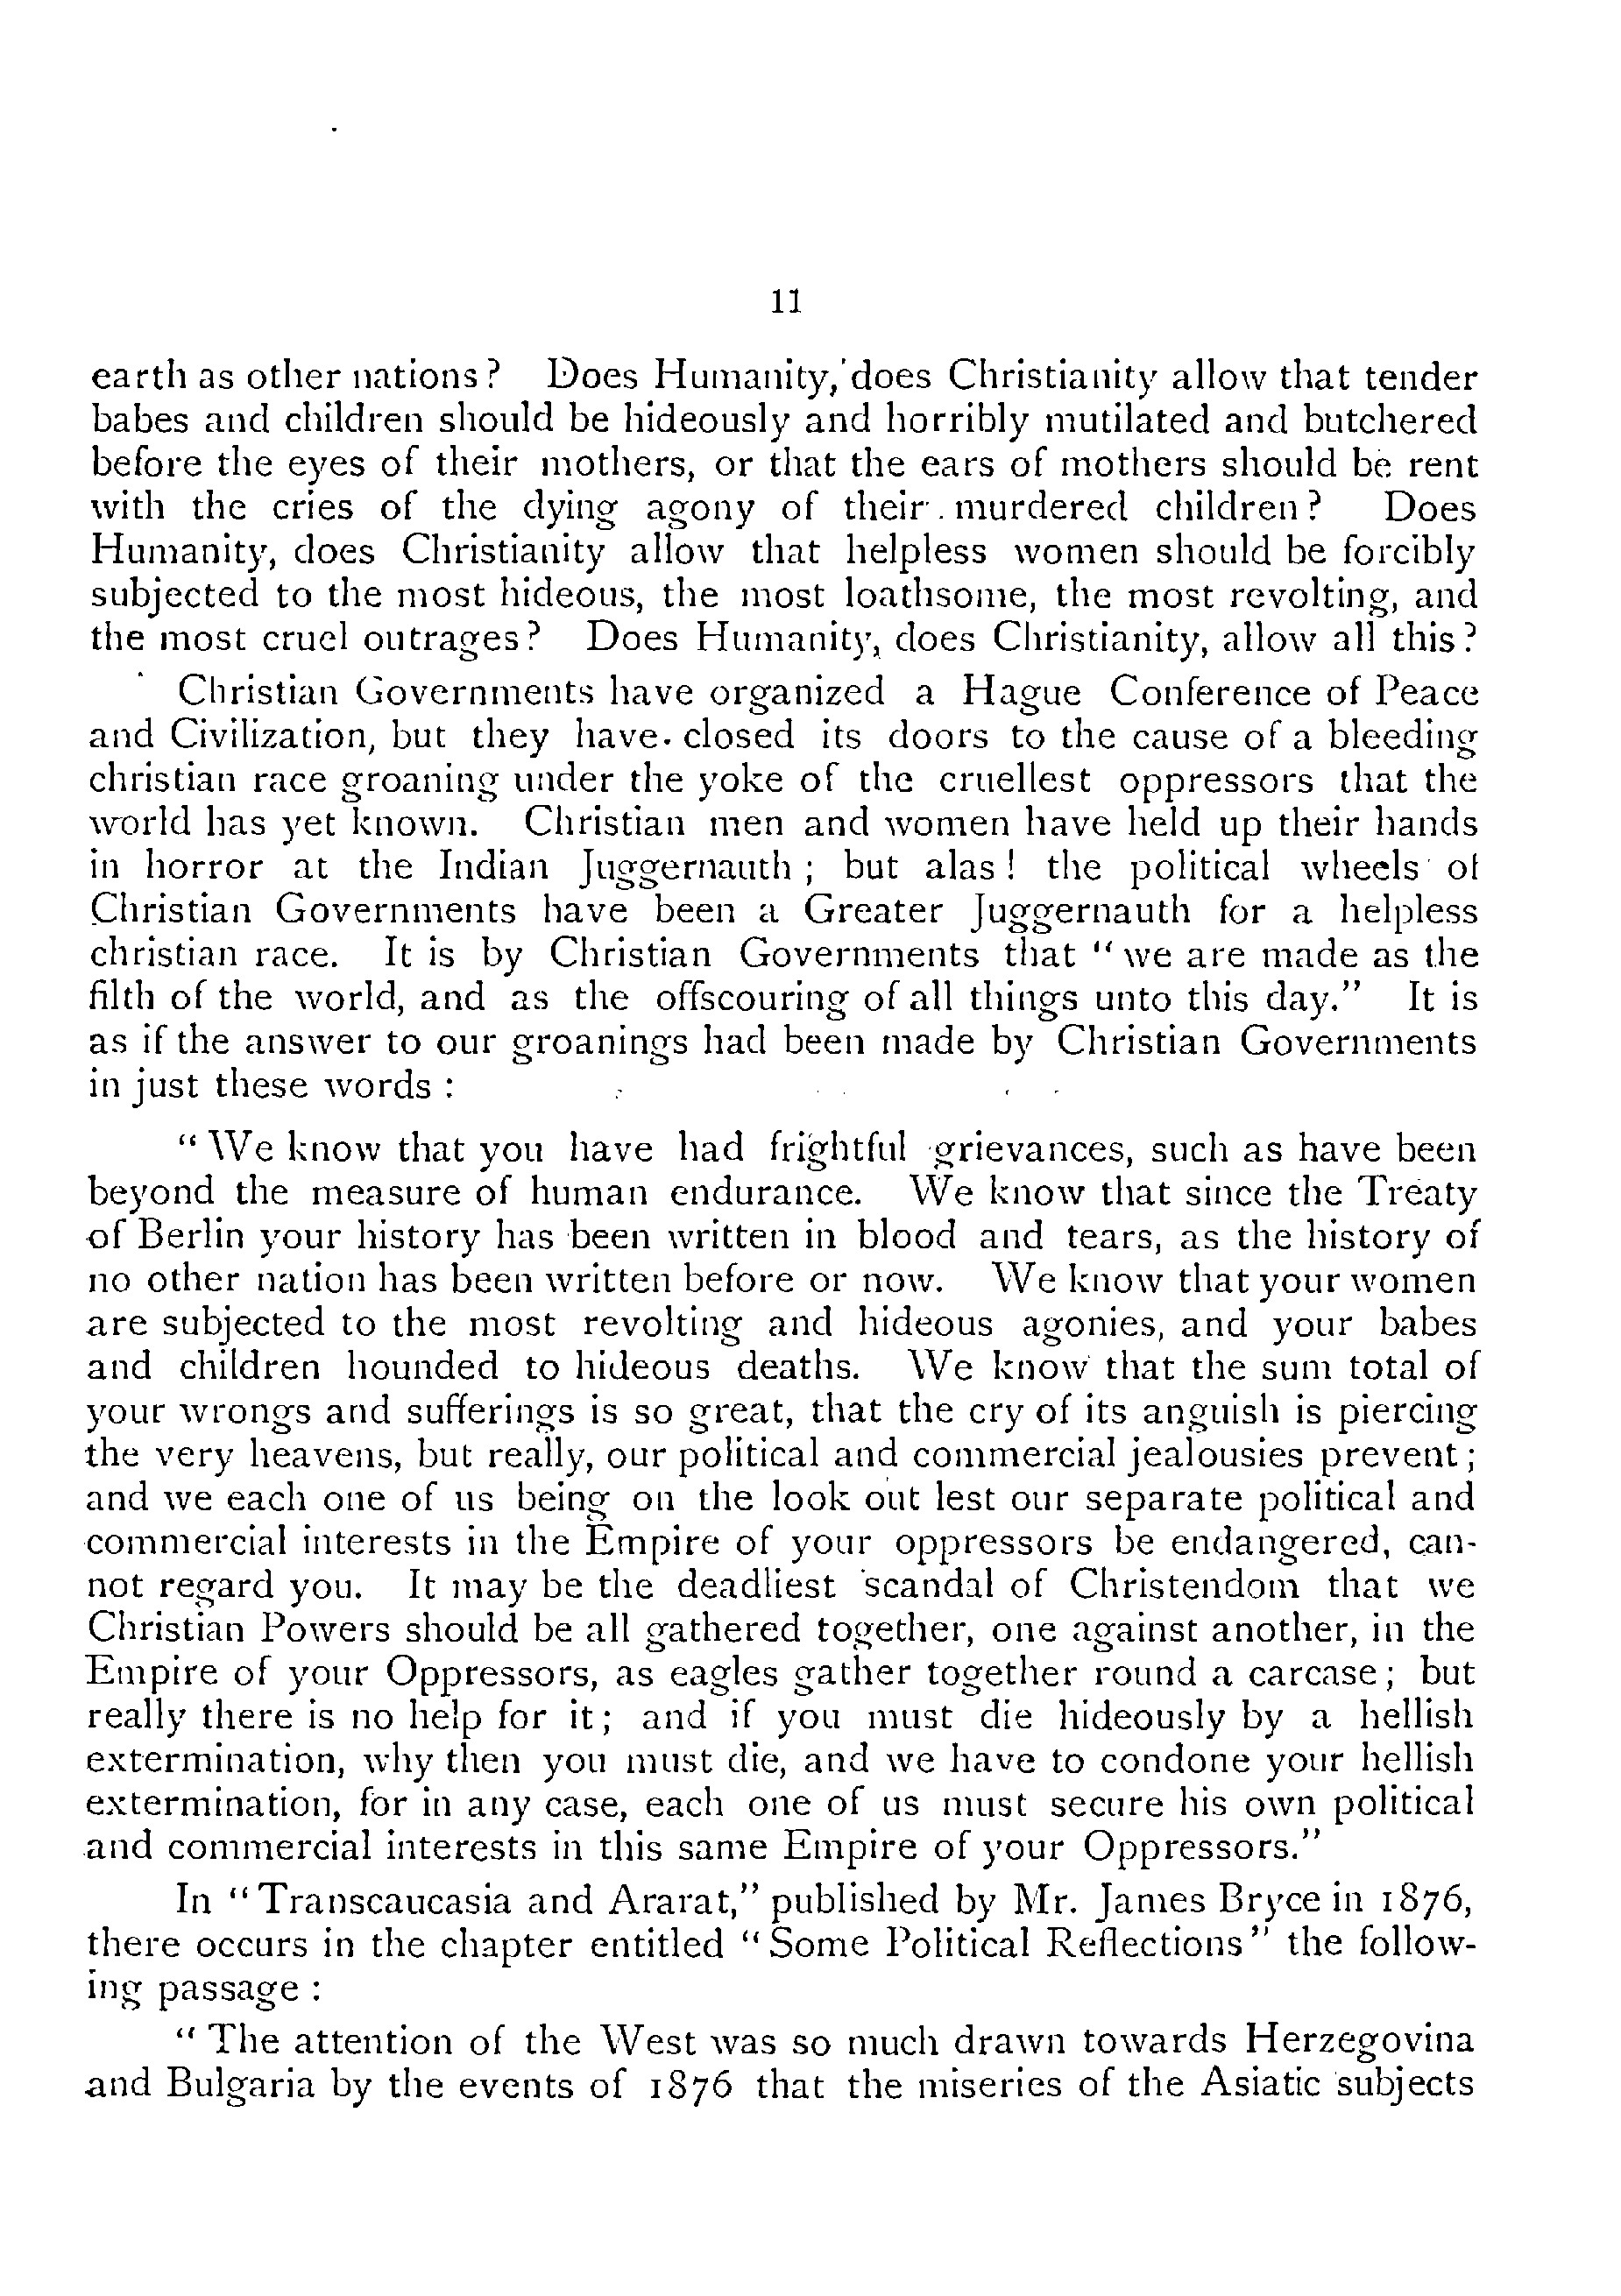 11
earth as other nations ? Does Humanity, does Christianity allow that tender
babes and children should be hideously and horribly mutilated and butchered
before the eyes of their mothers, or that the ears of mothers should be rent
with the cries of the dying agony of their murdered children ? Does
Humanity, does Christianity allow that helpless women should be forcibly
subjected to the most hideous, the most loathsome, the most revolting, and
the most cruel outrages ? Does Humanity, does Christianity, allow all this ?
Christian Governments have organized a Hague Conference of Peace
and Civilization, but they have closed its doors to the cause of a bleeding
christian race groaning under the yoke of the cruellest oppressors that the
world has yet known. Christian men and women have held up their hands
in horror at the Indian Juggernauth ; but alas ! the political wheels of
Christian Governments have been a Greater Juggernauth for a helpless
christian race. It is by Christian Governments that " we are made as the
filth of the world, and as the offscouring of all things unto this day." It is
as if the answer to our groanings had been made by Christian Governments
in just these words :
" We know that you have had frightful grievances, such as have been
beyond the measure of human endurance. We know that since the Treaty
of Berlin your history has been written in blood and tears, as the history of
no other nation has been written before or now. We know that your women
are subjected to the most revolting and hideous agonies, and your babes
and children hounded to hideous deaths. We know that the sum total of
your wrongs and sufferings is so great, that the cry of its anguish is piercing
the very heavens, but really, our political and commercial jealousies prevent ;
and we each one of us being on the look out lest our separate political and
commercial interests in the Empire of your oppressors be endangered, can-
not regard you. It may be the deadliest scandal of Christendom that we
Christian Powers should be all gathered together, one against another, in the
Empire of your Oppressors, as eagles gather together round a carcase ; but
really there is no help for it ; and if you must die hideously by a hellish
extermination, why then you must die, and we have to condone your hellish
extermination, for in any case, each one of us must secure his own political
and commercial interests in this same Empire of your Oppressors."
In " Transcaucasia and Ararat," published by Mr. James Bryce in 1876,
there occurs in the chapter entitled " Some Political Reflections " the follow-
ing passage :
" The attention of the West was so much drawn towards Herzegovina
and Bulgaria by the events of 1876 that the miseries of the Asiatic subjects